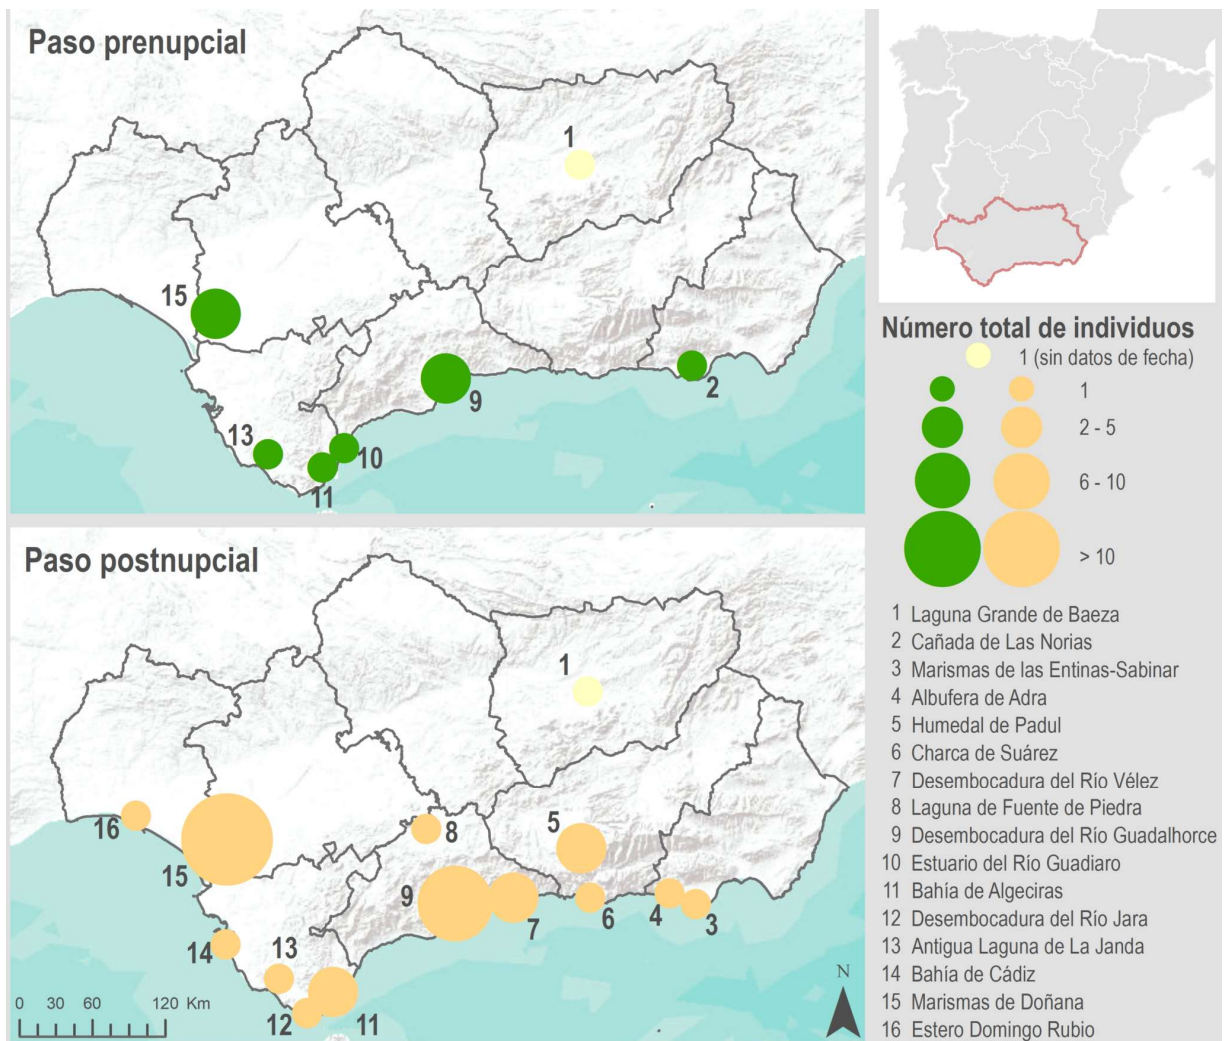 Paso prenupcial
1
15
9
2
13
10
11
Paso postnupcial
1
16
15
8
5
9
7
6
4
3
14
13
12
11
0 30 60 120 Km
N
Número total de individuos
1 (sin datos de fecha)
1
2 - 5
6 - 10
> 10
1 Laguna Grande de Baeza
2 Cañada de Las Norias
3 Marismas de las Entinas-Sabinar
4 Albufera de Adra
5 Humedal de Padul
6 Charca de Suárez
7 Desembocadura del Río Vélez
8 Laguna de Fuente de Piedra
9 Desembocadura del Río Guadalhorce
10 Estuario del Río Guadiaro
11 Bahía de Algeciras
12 Desembocadura del Río Jara
13 Antigua Laguna de La Janda
14 Bahía de Cádiz
15 Marismas de Doñana
16 Estero Domingo Rubio